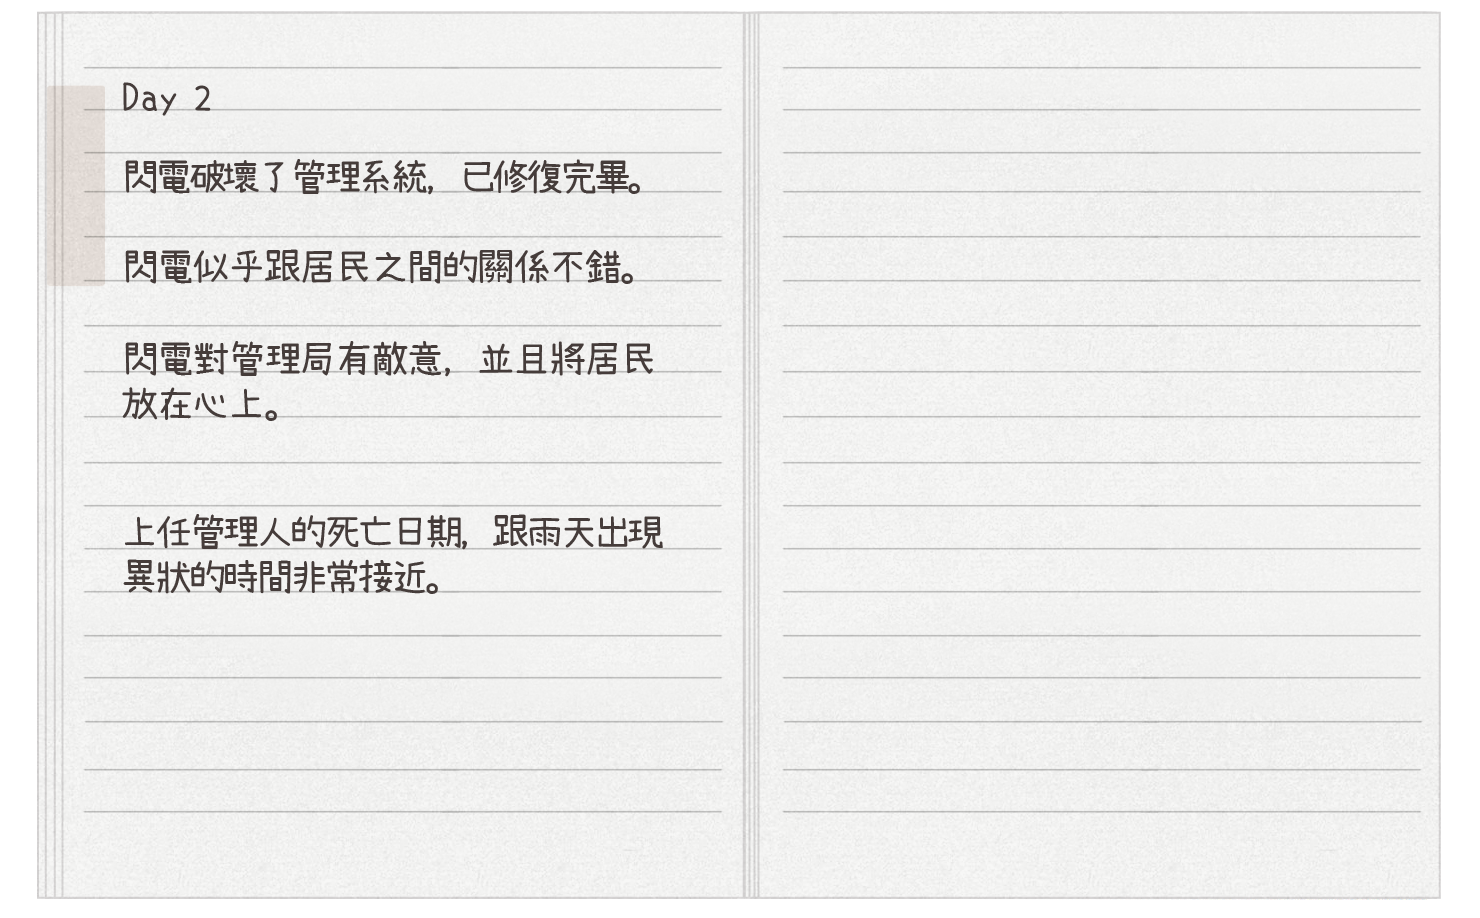 Day 2
閃電破壞了管理系統，已修復完畢。
閃電似乎跟居民之間的關係不錯。
閃電對管理局有敵意，並且將居民
放在心上。
上任管理人的死亡日期，跟雨天出現
異狀的時間非常接近。